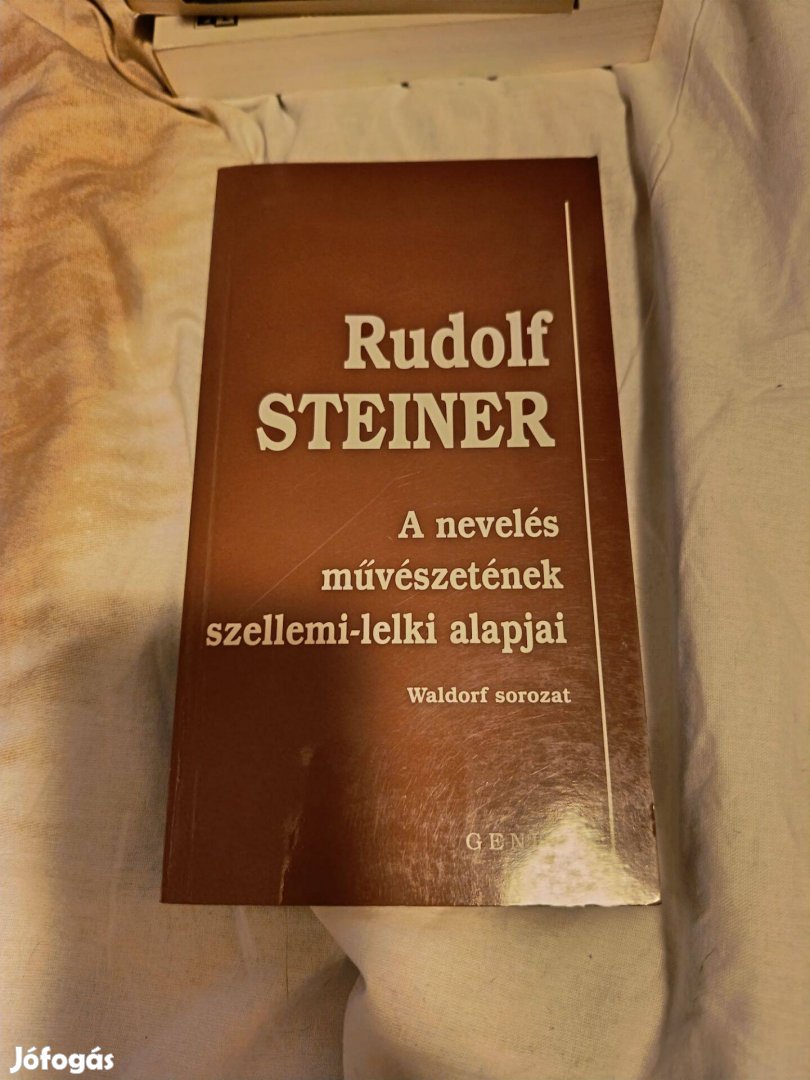 Rudolf
STEINER
A nevelés
művészetének
szellemi-lelki alapjai
Waldorf sorozat
Jófogás